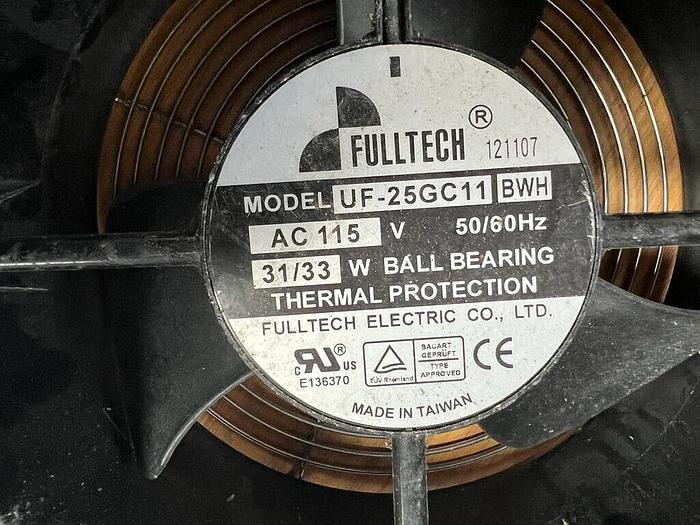 FULLTECH ® 121107
MODEL UF-25GC11 BWH
AC 115 V 50/60Hz
31/33 W BALL BEARING
THERMAL PROTECTION
FULLTECH ELECTRIC CO., LTD.
C RU ® US
E136370
TÜV Rheinland
BAUART
GEPRÜFT
TYPE
APPROVED
CE
MADE IN TAIWAN